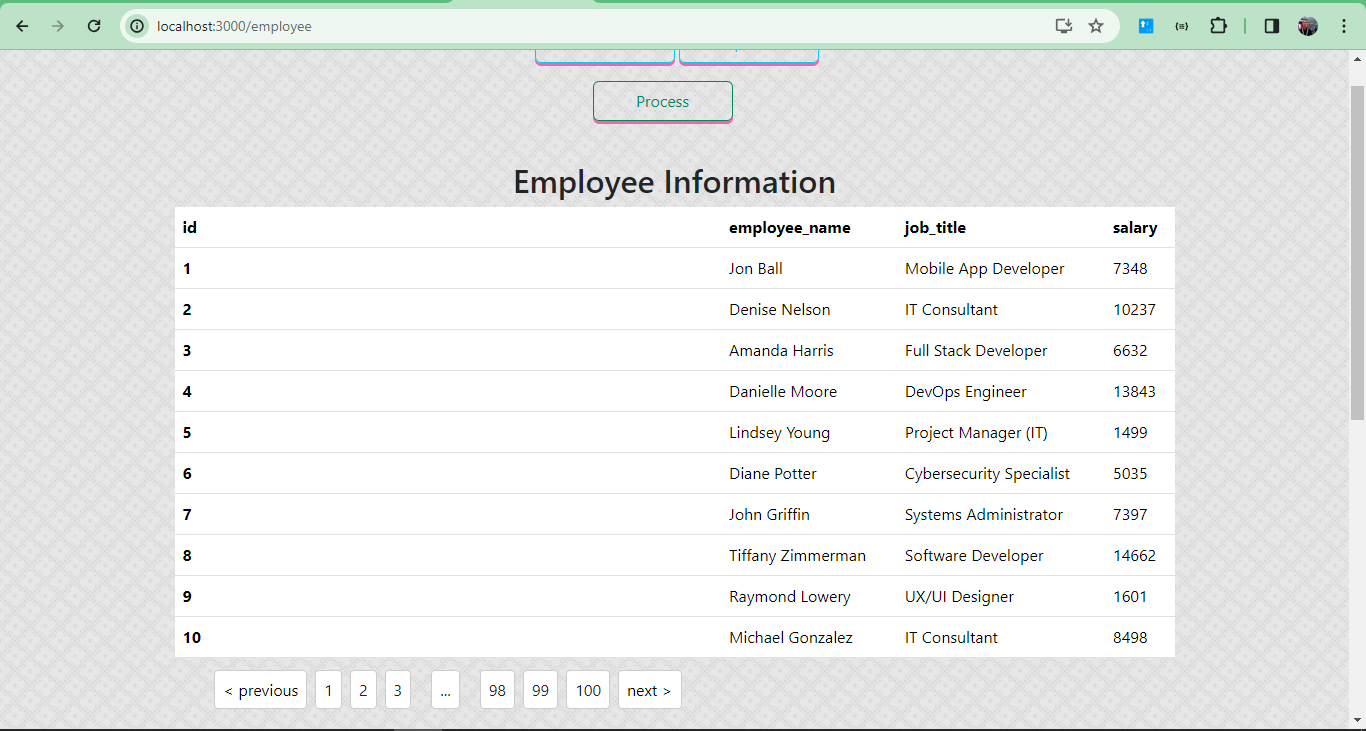 localhost:3000/employee
Process
Employee Information
id employee_name job_title salary
1 Jon Ball Mobile App Developer 7348
2 Denise Nelson IT Consultant 10237
3 Amanda Harris Full Stack Developer 6632
4 Danielle Moore DevOps Engineer 13843
5 Lindsey Young Project Manager (IT) 1499
6 Diane Potter Cybersecurity Specialist 5035
7 John Griffin Systems Administrator 7397
8 Tiffany Zimmerman Software Developer 14662
9 Raymond Lowery UX/UI Designer 1601
10 Michael Gonzalez IT Consultant 8498
< previous 1 2 3 ... 98 99 100 next >